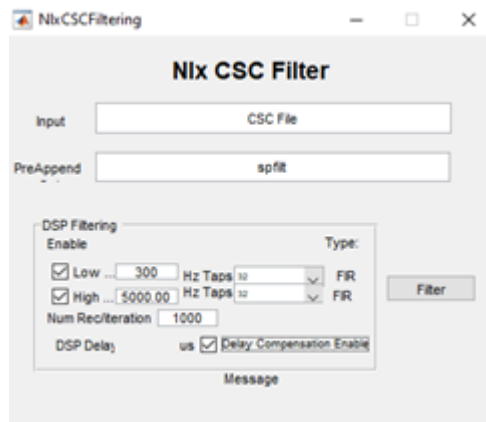 NlxCSCFiltering
Nlx CSC Filter
Input CSC File
PreAppend spfilt
DSP Filtering
Enable Type:
Low ... 300 Hz Taps 32 FIR
High ... 5000.00 Hz Taps 32 FIR
Filter
Num Rec/Iteration 1000
DSP Delay us Delay Compensation Enable
Message